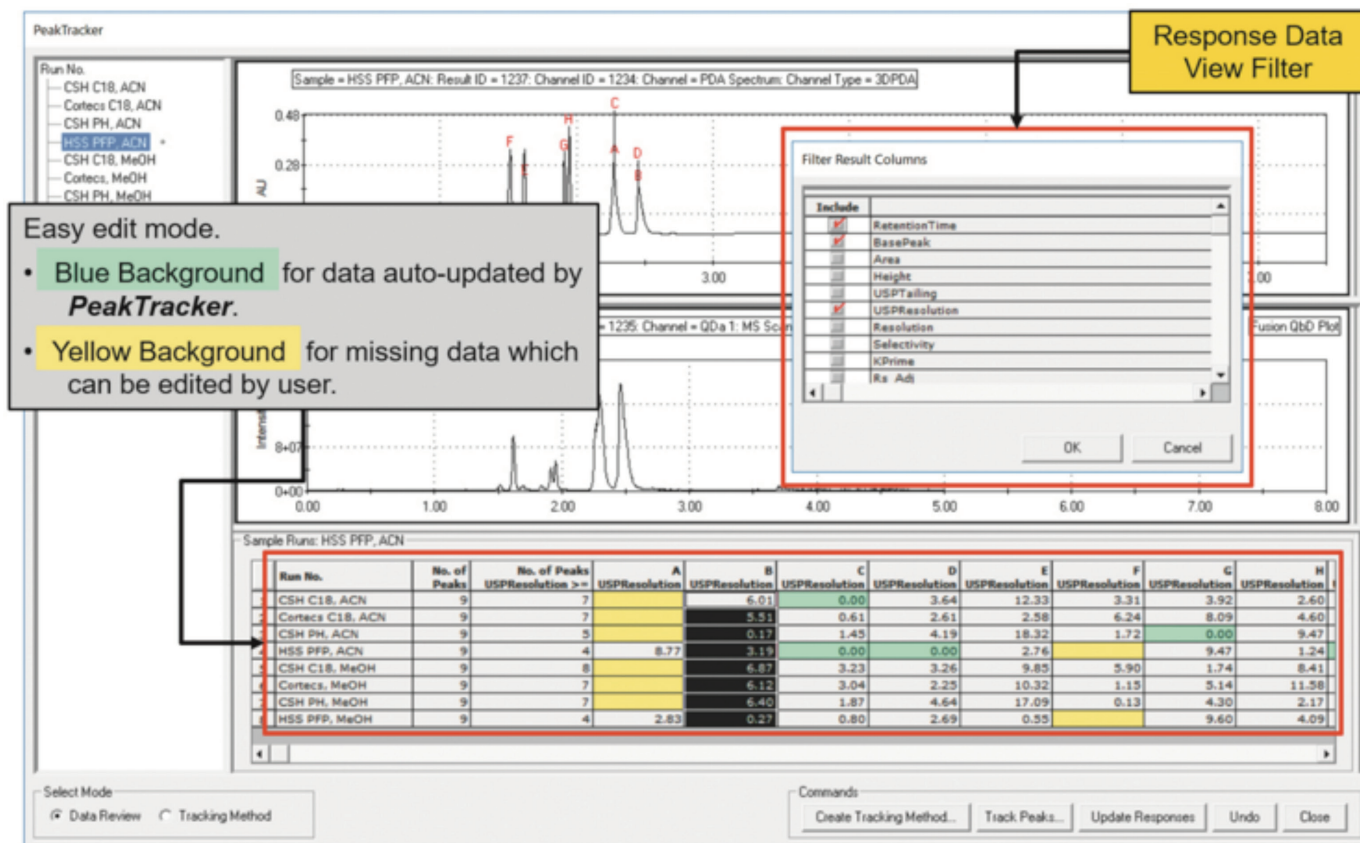 PeakTracker
Response Data
View Filter
Run No.
CSH C18, ACN
Cortecs C18, ACN
CSH PH, ACN
HSS PFP, ACN *
CSH C18, MeOH
Cortecs, MeOH
CSH PH, MeOH
Sample = HSS PFP, ACN: Result ID = 1237: Channel ID = 1234: Channel = PDA Spectrum: Channel Type = 3DPDA
0.48
0.28
AU
F
G
H
C
A
D
B
3.00
Filter Result Columns
Include
RetentionTime
BasePeak
Area
Height
USPTailing
USPResolution
Resolution
Selectivity
KPrime
Rs_Adj
OK Cancel
Easy edit mode.
• Blue Background for data auto-updated by
PeakTracker.
• Yellow Background for missing data which
can be edited by user.
= 1235: Channel = QDa 1: MS Scan
Fusion QbD Plot
8+07
0+00
0.00 1.00 2.00 3.00 4.00 5.00 6.00 7.00 8.00
Sample Runs: HSS PFP, ACN
Run No. No. of Peaks No. of Peaks USPResolution >= A USPResolution B USPResolution C USPResolution D USPResolution E USPResolution F USPResolution G USPResolution H USPResolution
1 CSH C18, ACN 9 7 6.01 0.00 3.64 12.33 3.31 3.92 2.60
2 Cortecs C18, ACN 9 7 5.51 0.61 2.61 2.58 6.24 8.09 4.60
3 CSH PH, ACN 9 5 0.17 1.45 4.19 18.32 1.72 0.00 9.47
4 HSS PFP, ACN 9 4 8.77 3.19 0.00 0.00 2.76 9.47 1.24
5 CSH C18, MeOH 9 8 6.87 3.23 3.26 9.85 5.90 1.74 8.41
6 Cortecs, MeOH 9 7 6.12 3.04 2.25 10.32 1.15 5.14 11.58
7 CSH PH, MeOH 9 7 6.40 1.87 4.64 17.09 0.13 4.30 2.17
8 HSS PFP, MeOH 9 4 2.83 0.27 0.80 2.69 0.55 9.60 4.09
Select Mode
Data Review Tracking Method
Commands
Create Tracking Method... Track Peaks... Update Responses Undo Close